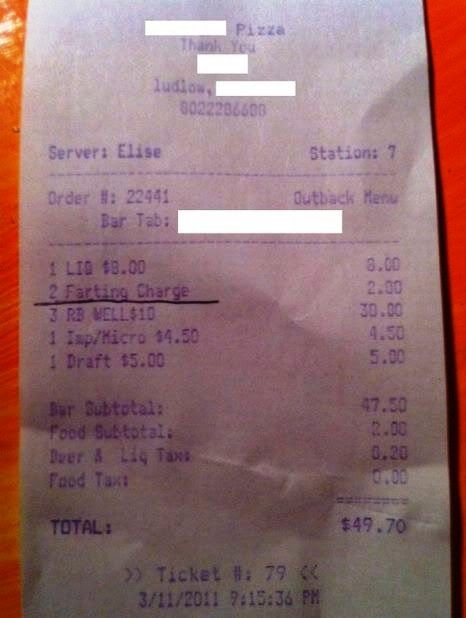 Pizza
Thank You
ludlow,
8022286688
Server: Elise Station: 7
Order #: 22441 Outback Menu
Bar Tab:
1 LIQ $8.00 8.00
2 Farting Charge 2.00
3 RB WELL$10 30.00
1 Imp/Micro $4.50 4.50
1 Draft $5.00 5.00
Bar Subtotal: 47.50
Food Subtotal: 2.00
Beer & Liq Tax: 0.20
Food Tax: 0.00
TOTAL: $49.70
>> Ticket #: 79 <<
3/11/2011 9:15:36 PM